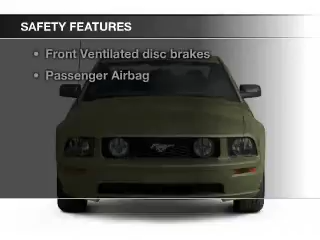 SAFETY FEATURES
• Front Ventilated disc brakes
• Passenger Airbag